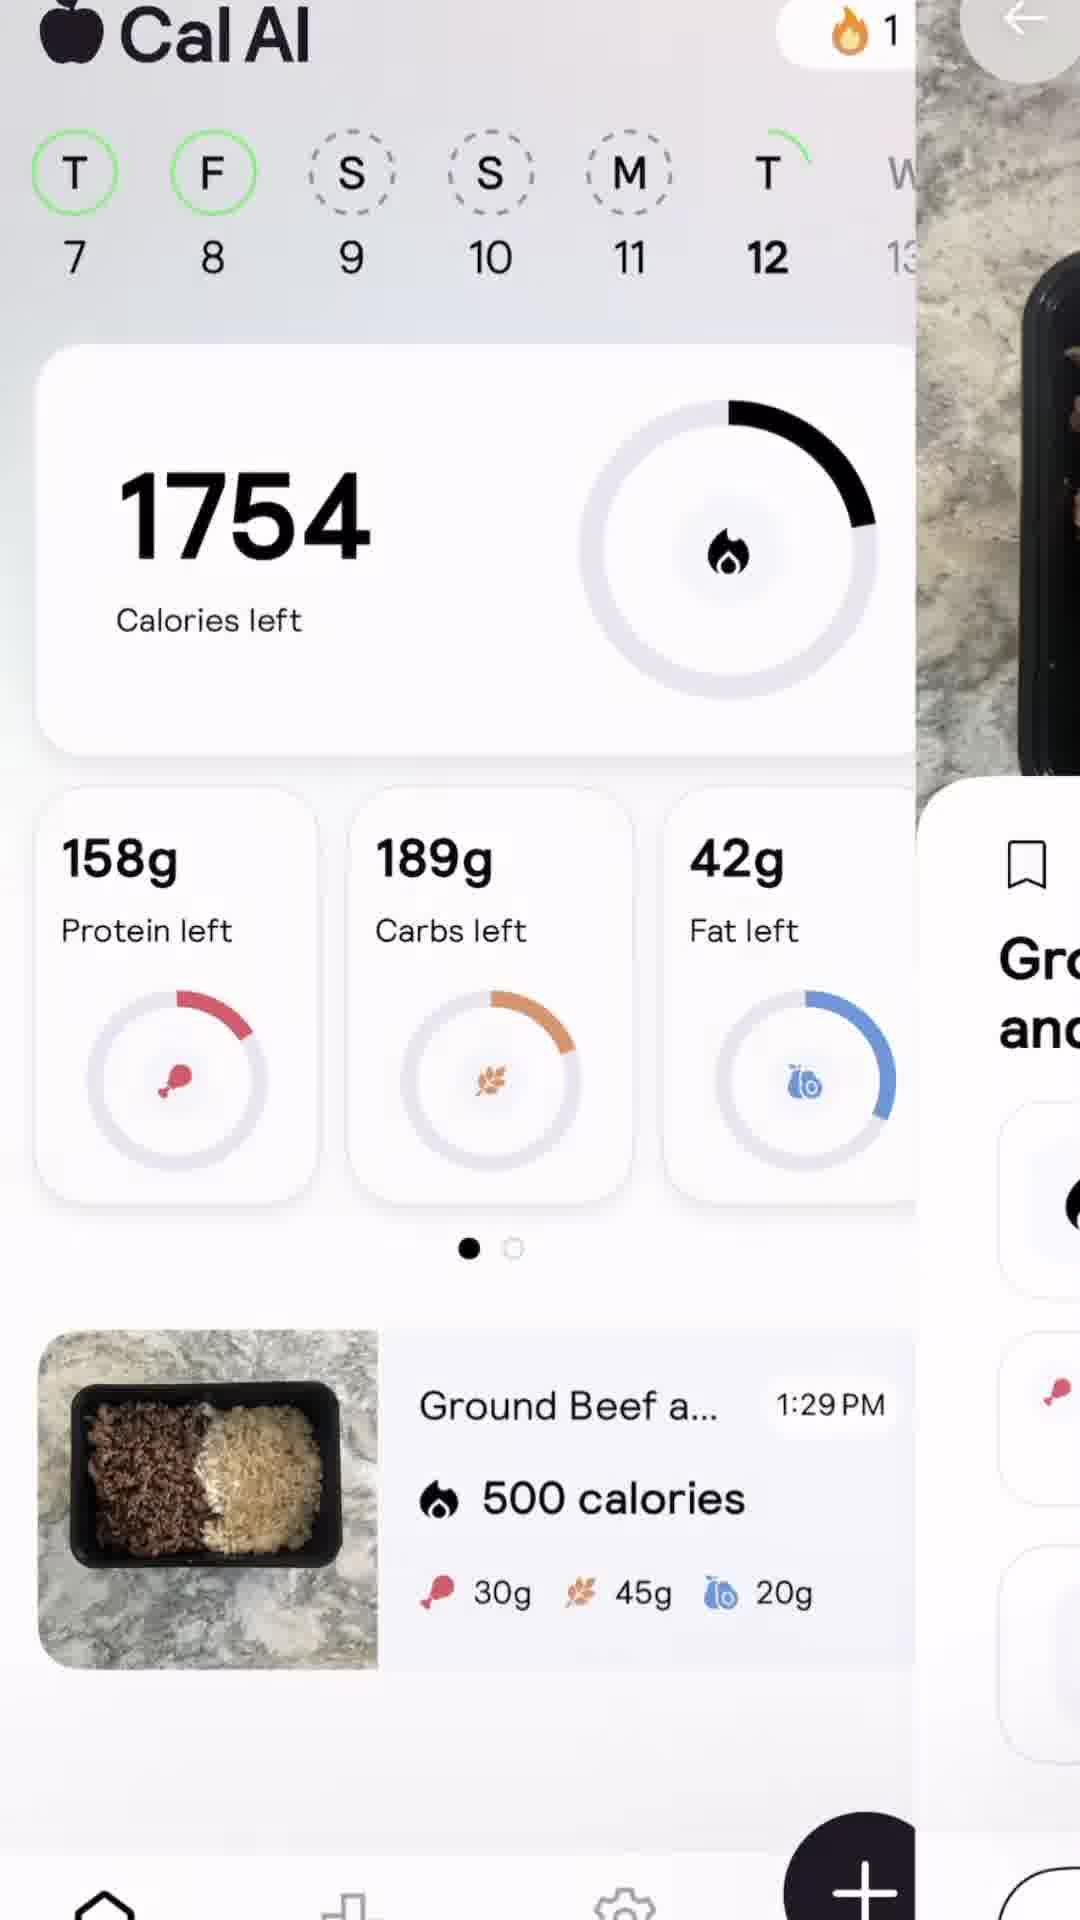 Cal AI
1
T F S S M T W
7 8 9 10 11 12 13
1754
Calories left
158g 189g 42g
Protein left Carbs left Fat left
Ground Beef a... 1:29 PM
500 calories
30g 45g 20g
Gro
and